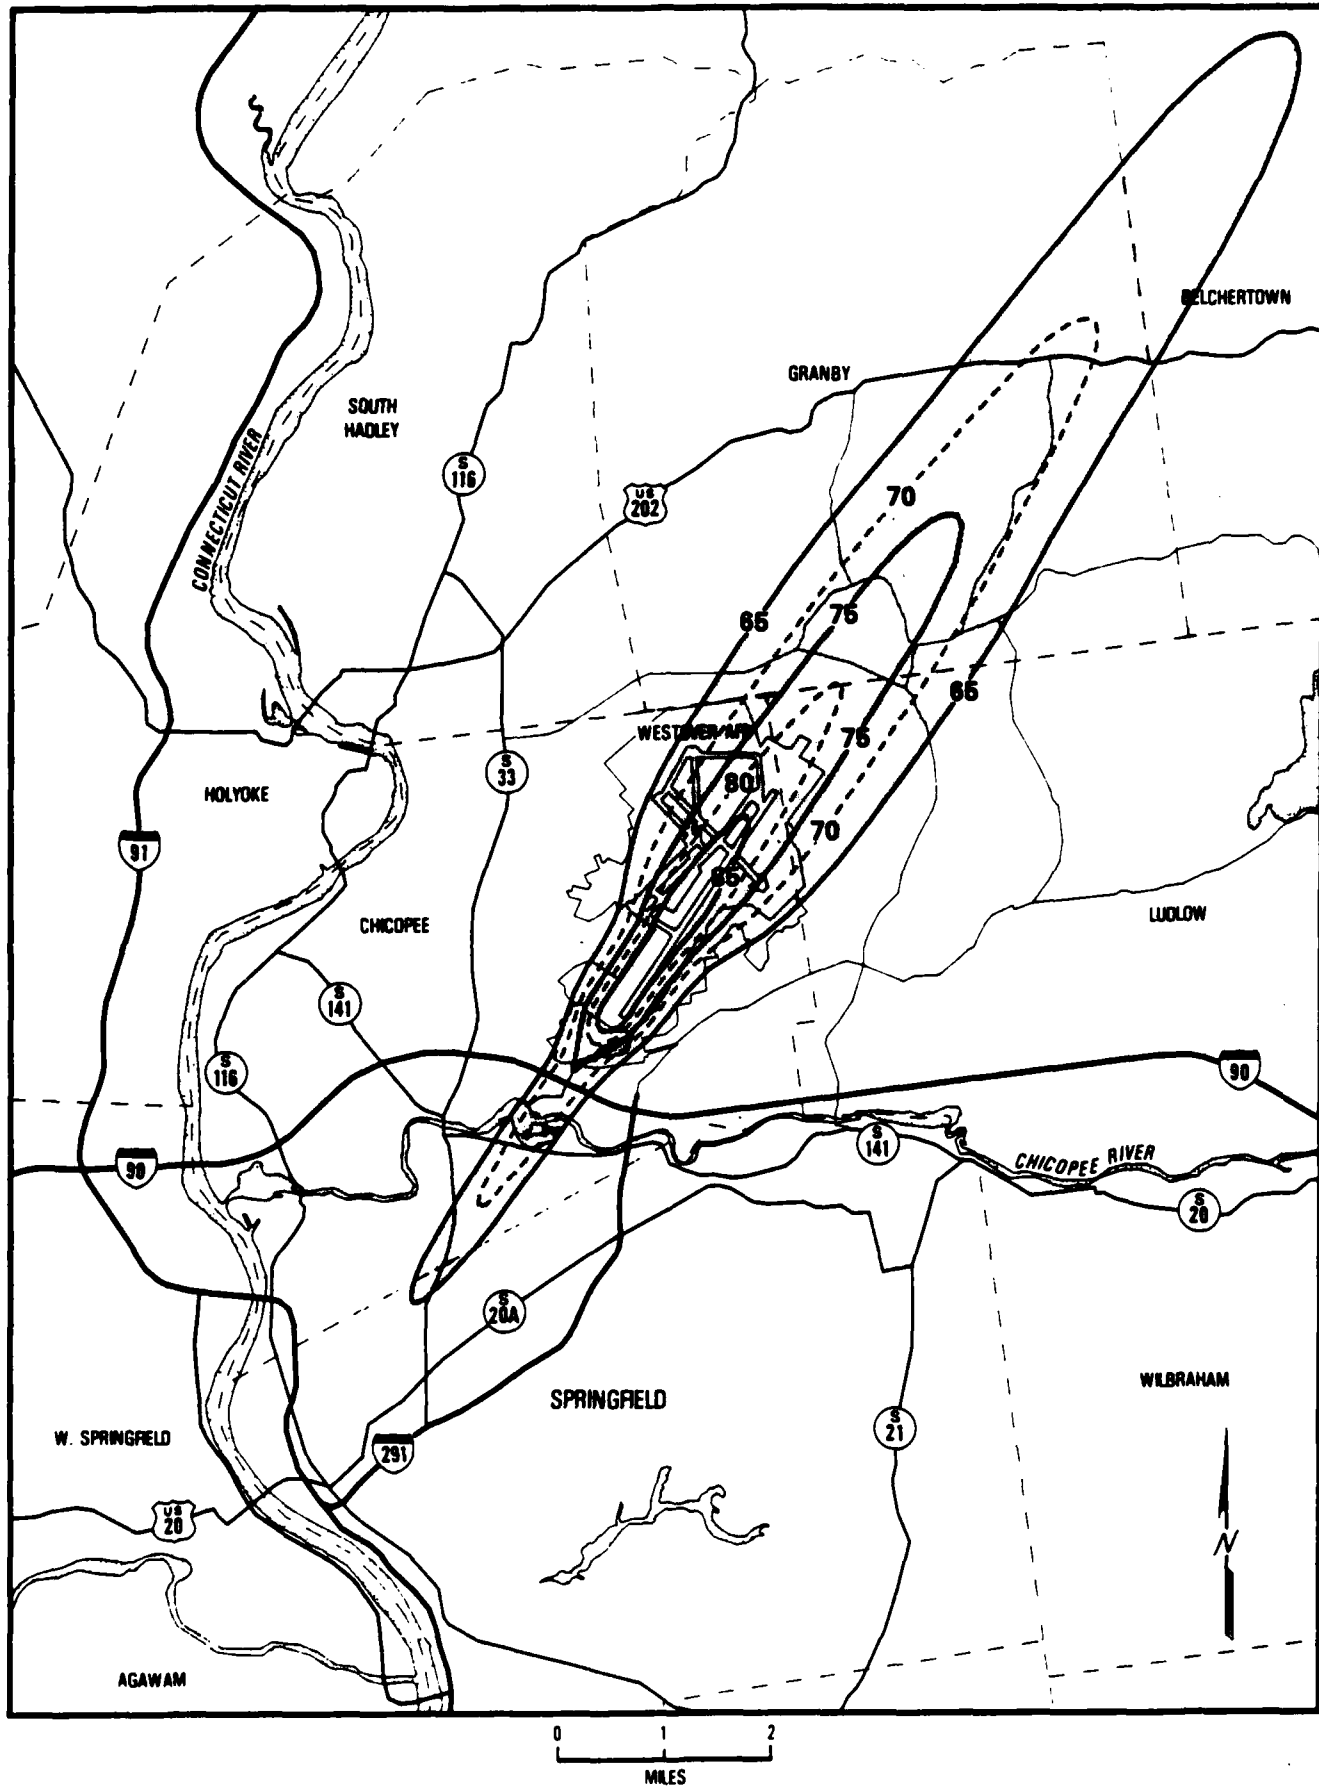 BELCHERTOWN
GRANBY
SOUTH
HADLEY
CONNECTICUT RIVER
S
116
US
202
70
65
75
65
WESTOVER AFB
75
S
33
80
HOLYOKE
70
91
85
LUDLOW
CHICOPEE
S
141
S
116
90
S
141
90
CHICOPEE RIVER
S
20
S
20A
WILBRAHAM
SPRINGFIELD
S
21
W. SPRINGFIELD
291
US
20
N
AGAWAM
0 1 2
MILES